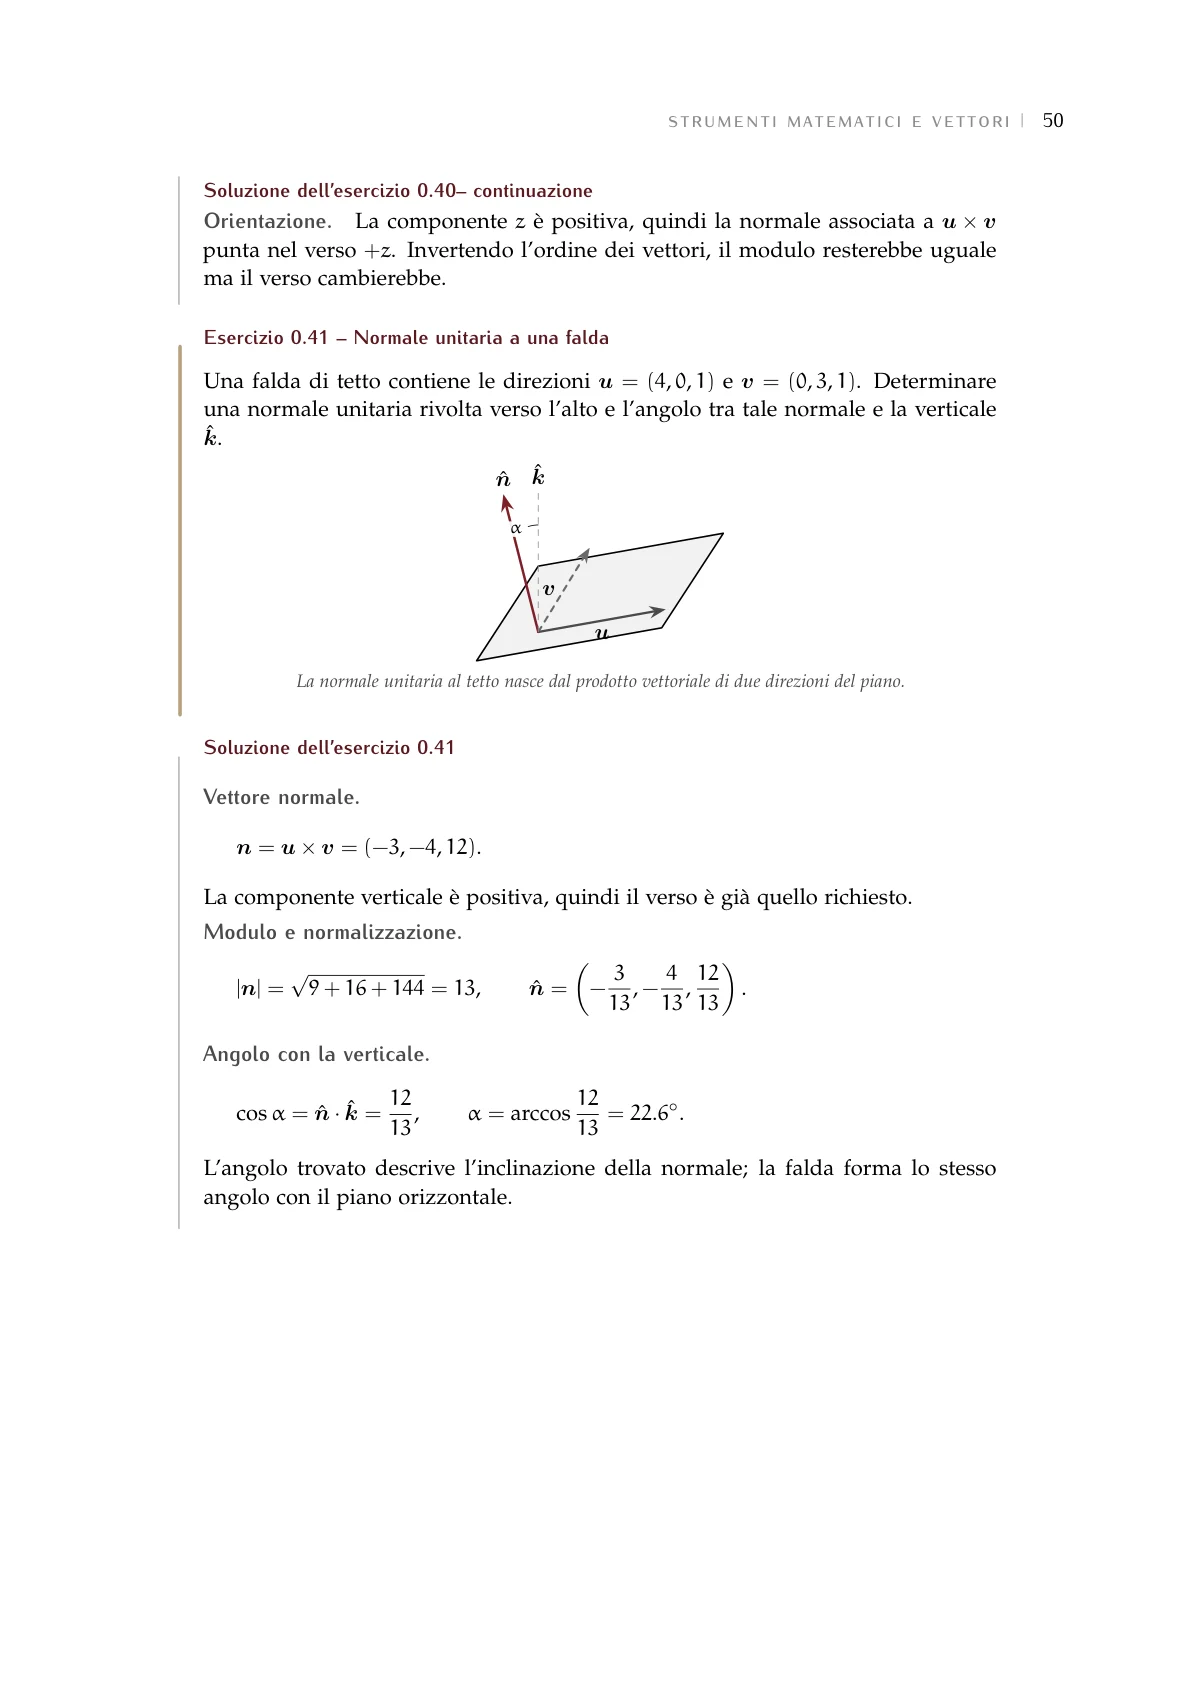 STRUMENTI MATEMATICI E VETTORI | 50
Soluzione dell'esercizio 0.40– continuazione
Orientazione. La componente z è positiva, quindi la normale associata a u × v
punta nel verso +z. Invertendo l'ordine dei vettori, il modulo resterebbe uguale
ma il verso cambierebbe.
Esercizio 0.41 – Normale unitaria a una falda
Una falda di tetto contiene le direzioni u = (4, 0, 1) e v = (0, 3, 1). Determinare
una normale unitaria rivolta verso l'alto e l'angolo tra tale normale e la verticale
k̂.
n̂ k̂
α
v
u
La normale unitaria al tetto nasce dal prodotto vettoriale di due direzioni del piano.
Soluzione dell'esercizio 0.41
Vettore normale.
n = u × v = (−3, −4, 12).
La componente verticale è positiva, quindi il verso è già quello richiesto.
Modulo e normalizzazione.
|n| = √(9 + 16 + 144) = 13, n̂ = (−3/13, −4/13, 12/13).
Angolo con la verticale.
cos α = n̂ · k̂ = 12/13, α = arccos 12/13 = 22.6°.
L'angolo trovato descrive l'inclinazione della normale; la falda forma lo stesso
angolo con il piano orizzontale.